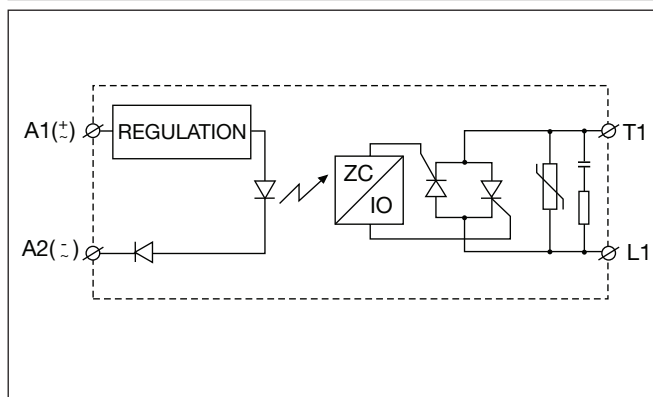 A1(+~)
REGULATION
T1
ZC
IO
A2(-~)
L1